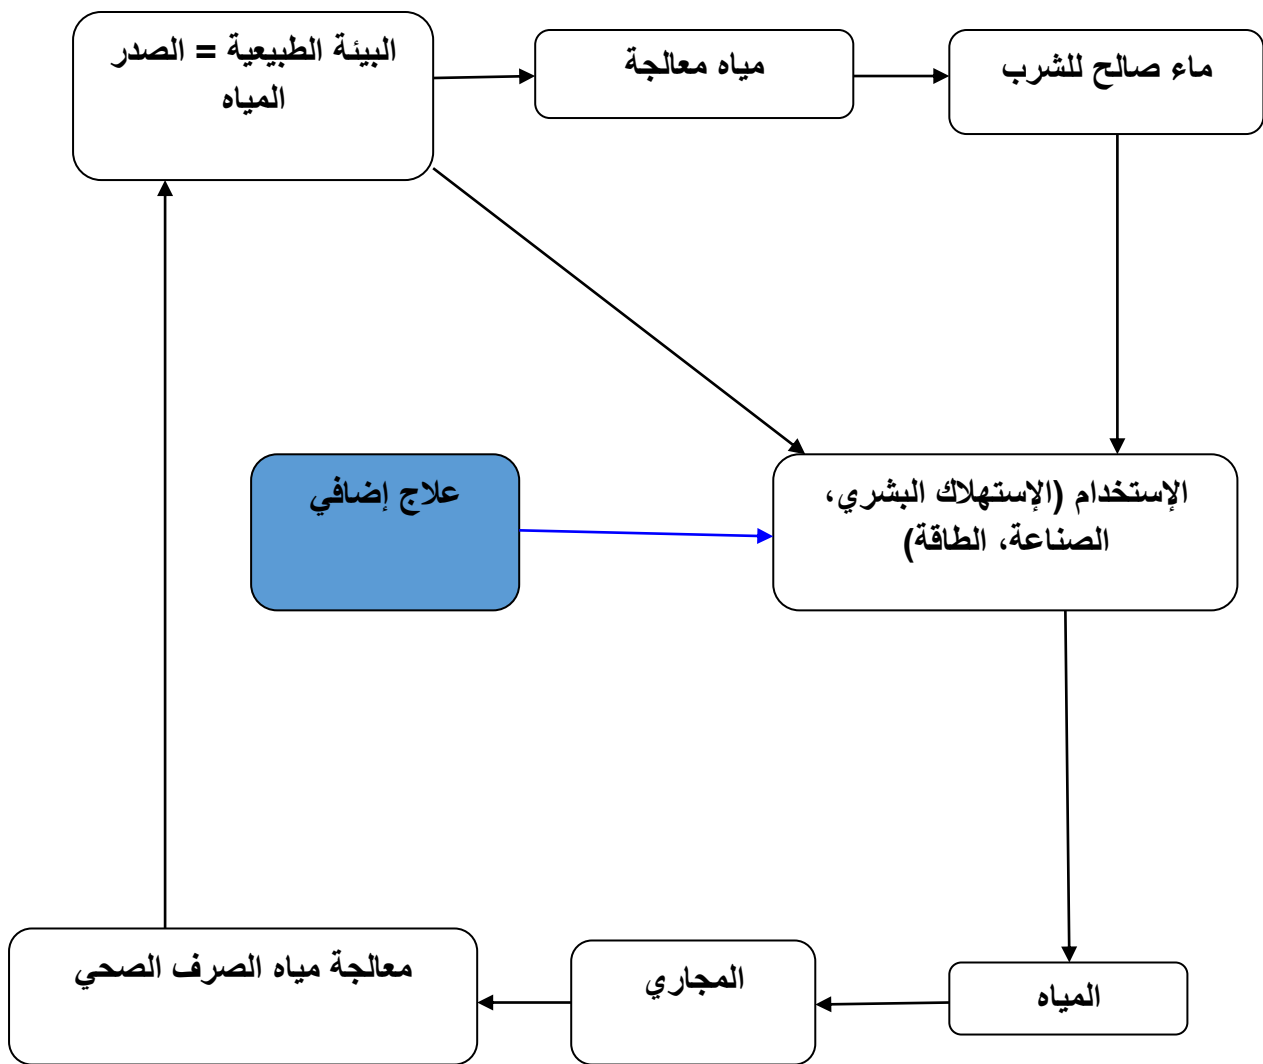 البيئة الطبيعية = الصدر
المياه
مياه معالجة
ماء صالح للشرب
علاج إضافي
الإستخدام (الإستهلاك البشري،
الصناعة، الطاقة)
معالجة مياه الصرف الصحي
المجاري
المياه